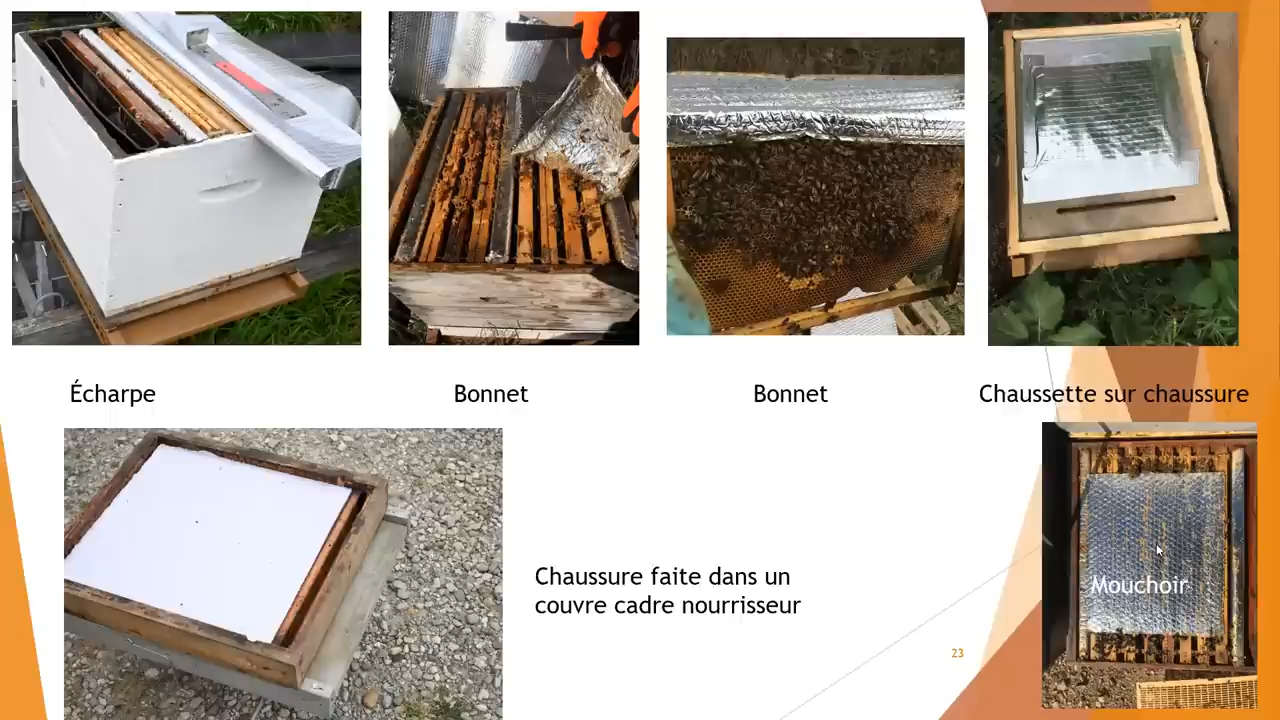 Écharpe
Bonnet
Bonnet
Chaussette sur chaussure
Chaussure faite dans un
couvre cadre nourrisseur
Mouchoir
23